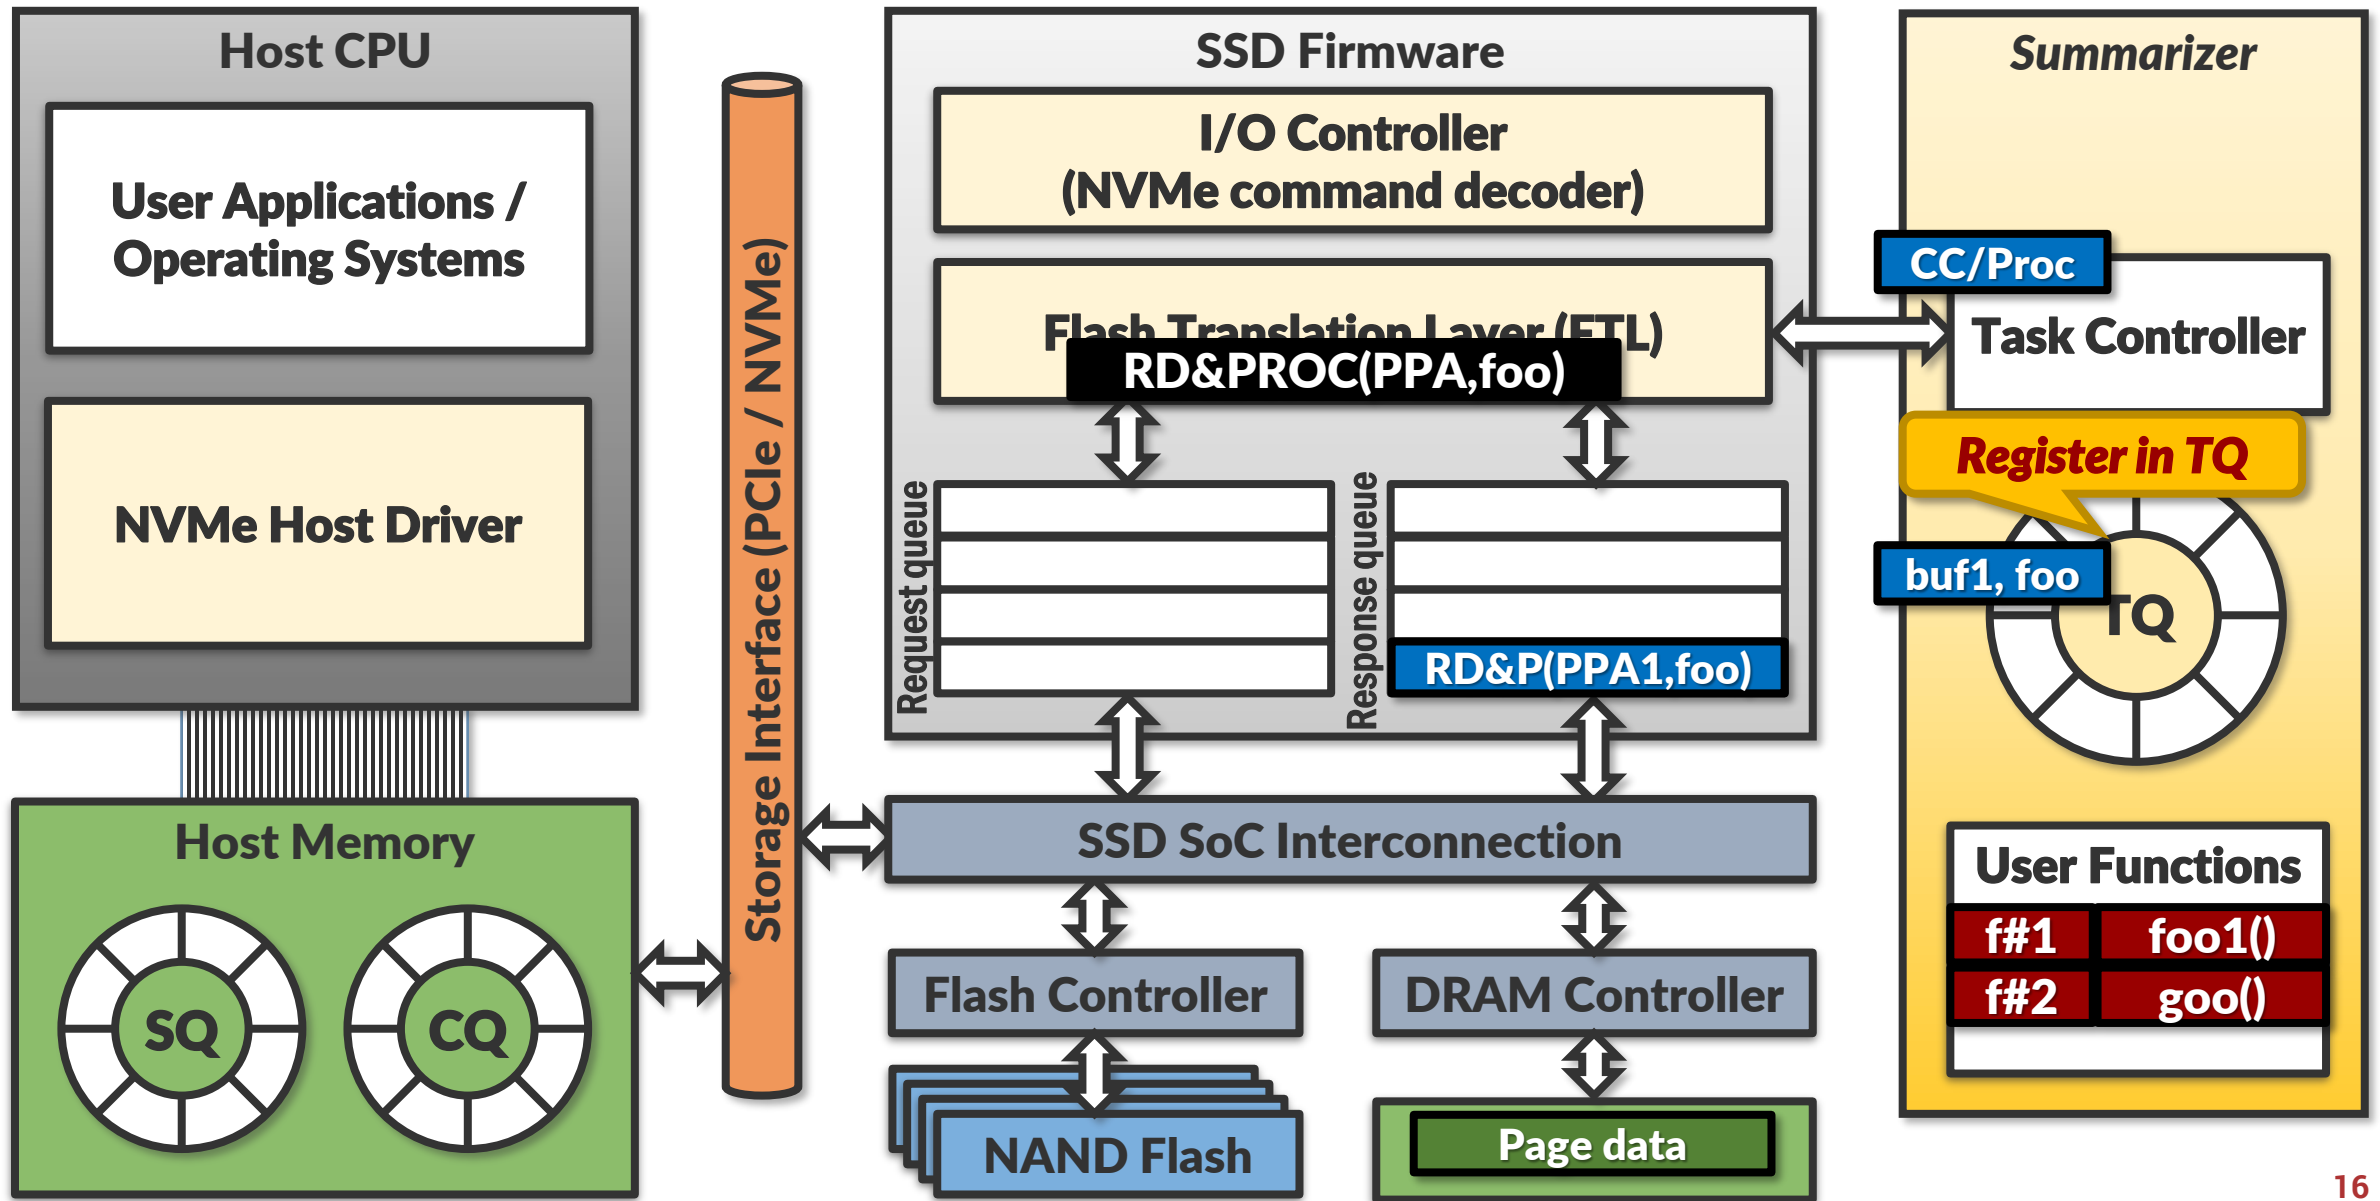 Host CPU
User Applications /
Operating Systems
NVMe Host Driver
Host Memory
SQ
CQ
Storage Interface (PCIe / NVMe)
SSD Firmware
I/O Controller
(NVMe command decoder)
Flash Translation Layer (FTL)
RD&PROC(PPA,foo)
Request queue
Response queue
RD&P(PPA1,foo)
SSD SoC Interconnection
Flash Controller
DRAM Controller
NAND Flash
Page data
Summarizer
CC/Proc
Task Controller
Register in TQ
buf1, foo
TQ
User Functions
f#1 foo1()
f#2 goo()
16